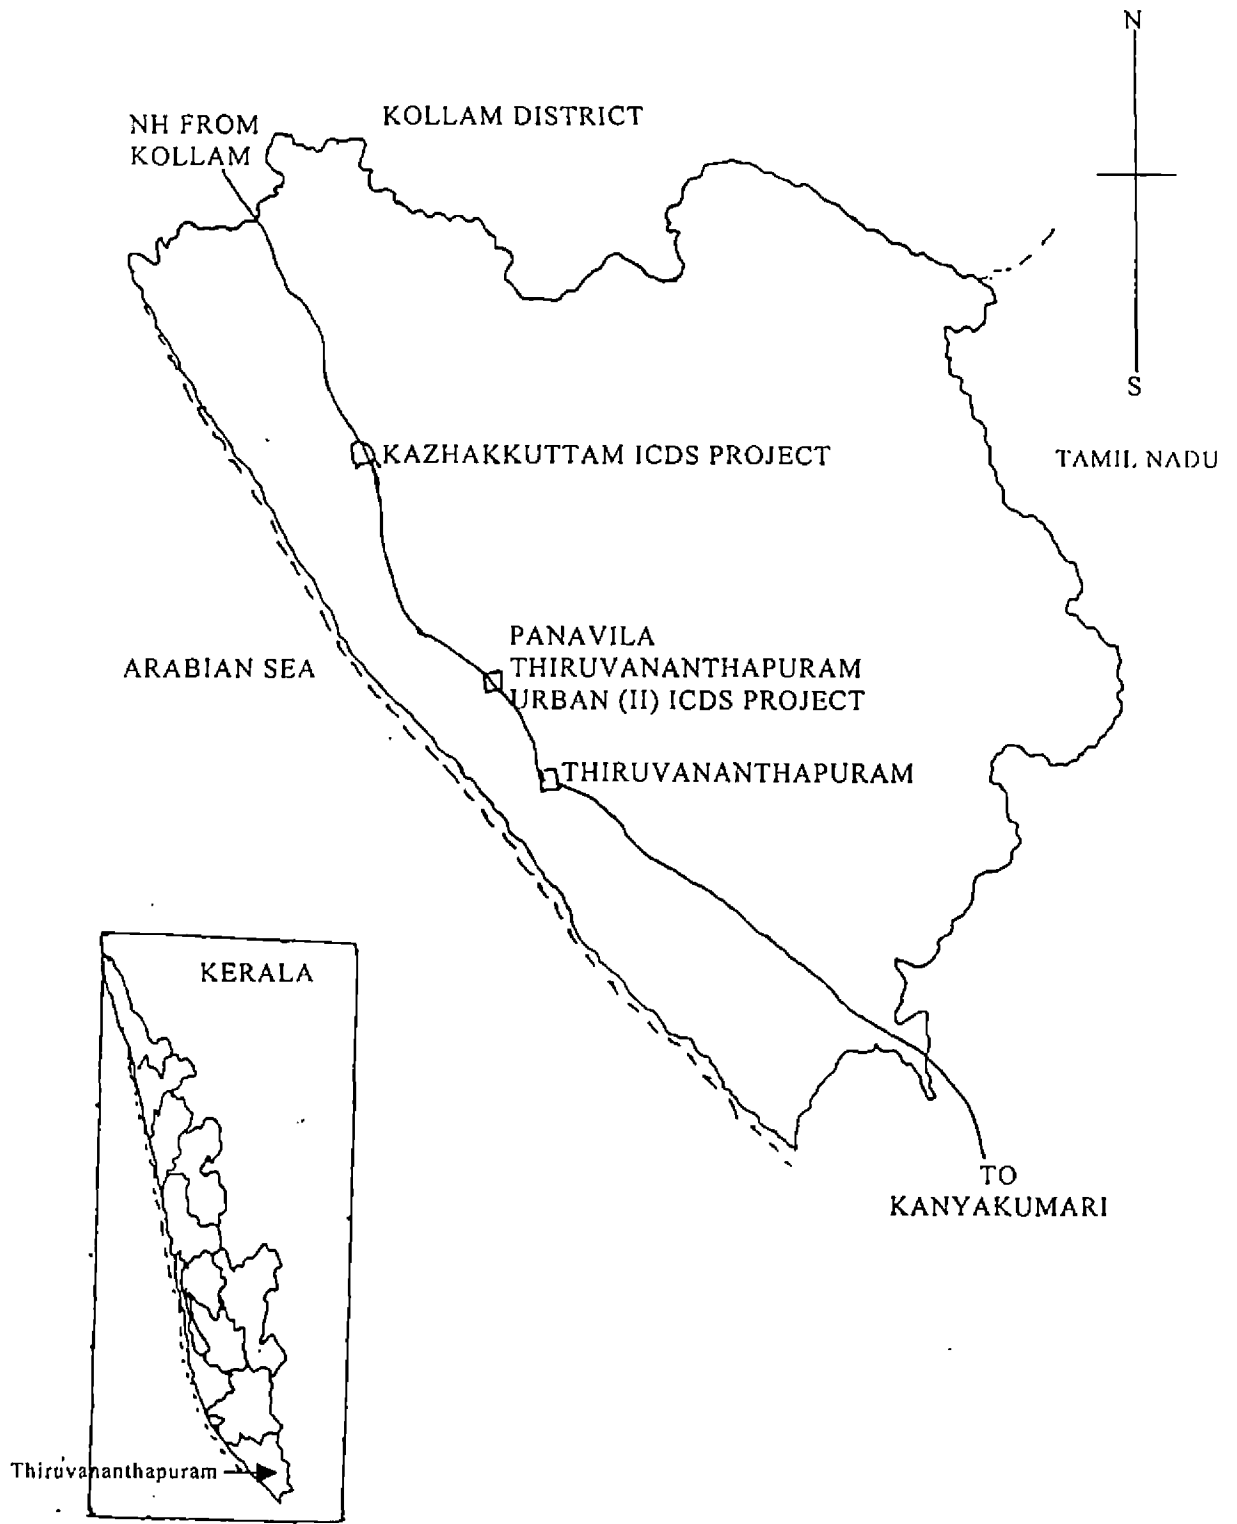 N
KOLLAM DISTRICT
NH FROM
KOLLAM
S
KAZHAKKUTTAM ICDS PROJECT
TAMIL NADU
PANAVILA
THIRUVANANTHAPURAM
URBAN (II) ICDS PROJECT
ARABIAN SEA
THIRUVANANTHAPURAM
KERALA
TO
KANYAKUMARI
Thiruvananthapuram